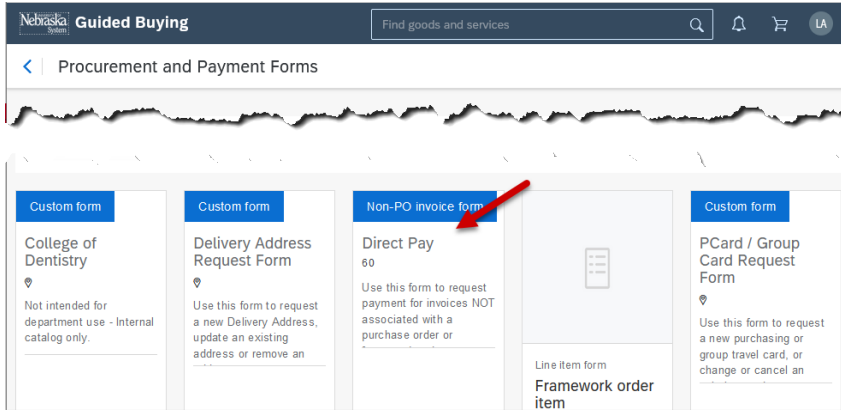 Nebraska
System
Guided Buying
Find goods and services
LA
Procurement and Payment Forms
Custom form
College of
Dentistry
Not intended for
department use - Internal
catalog only.
Custom form
Delivery Address
Request Form
Use this form to request
a new Delivery Address,
update an existing
address or remove an
Non-PO invoice form
Direct Pay
60
Use this form to request
payment for invoices NOT
associated with a
purchase order or
Line item form
Framework order
item
Custom form
PCard / Group
Card Request
Form
Use this form to request
a new purchasing or
group travel card, or
change or cancel an